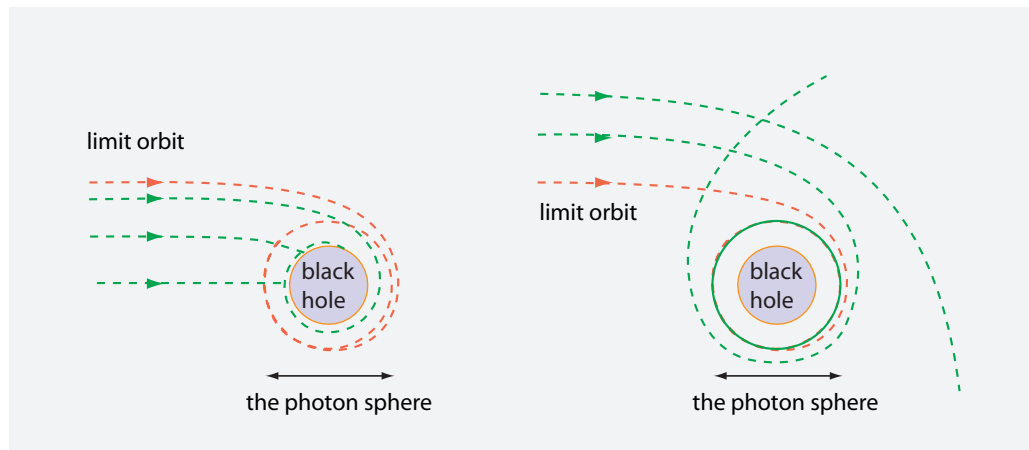 limit orbit
black
hole
the photon sphere
limit orbit
black
hole
the photon sphere